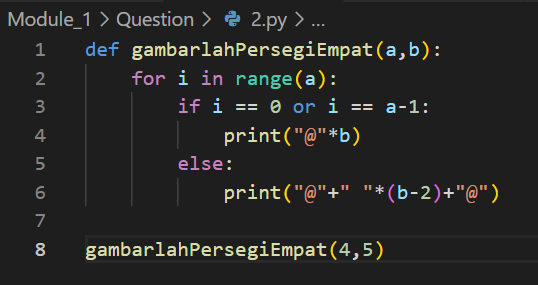 Module_1 > Question > 2.py > ...
1 def gambarlahPersegiEmpat(a,b):
2     for i in range(a):
3         if i == 0 or i == a-1:
4             print("@"*b)
5         else:
6             print("@"+" "*(b-2)+"@")
7
8 gambarlahPersegiEmpat(4,5)